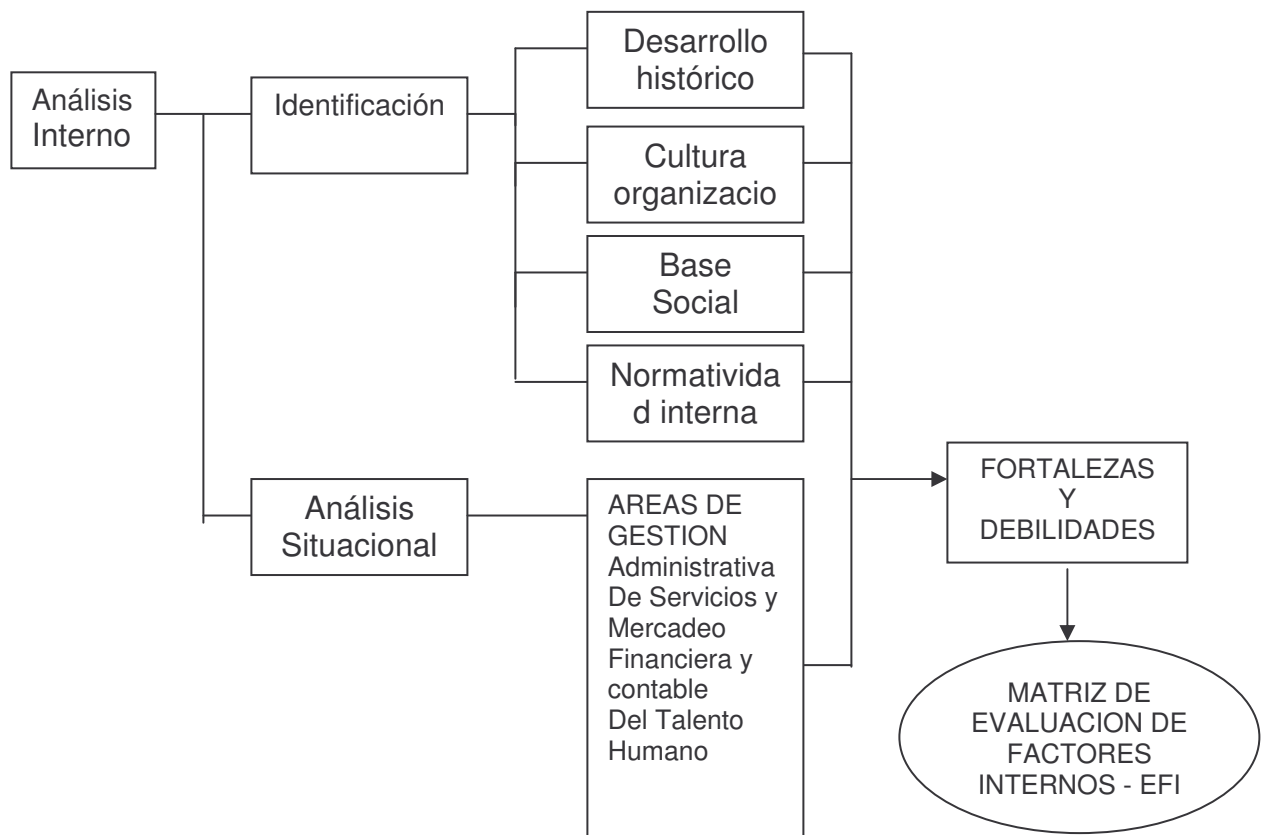 Análisis
Interno
Identificación
Desarrollo
histórico
Cultura
organizacio
Base
Social
Normativida
d interna
Análisis
Situacional
AREAS DE
GESTION
Administrativa
De Servicios y
Mercadeo
Financiera y
contable
Del Talento
Humano
FORTALEZAS
Y
DEBILIDADES
MATRIZ DE
EVALUACION DE
FACTORES
INTERNOS - EFI